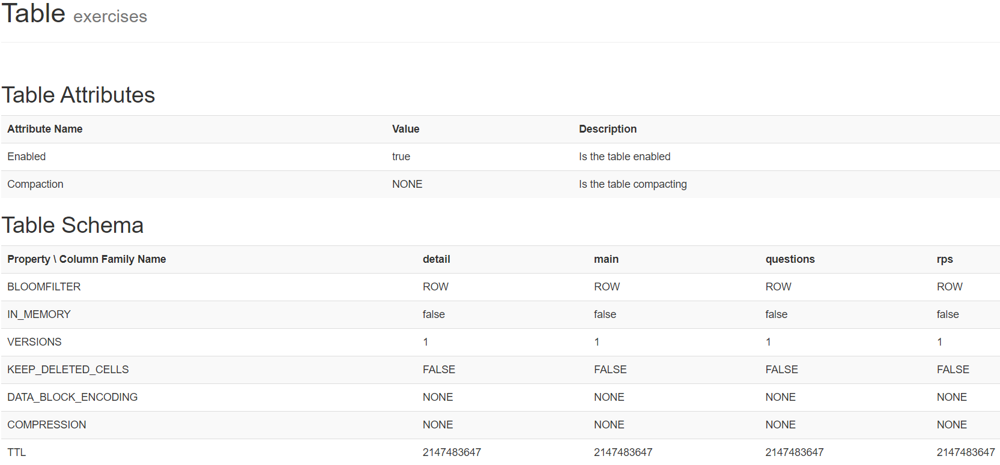 Table exercises
Table Attributes
Attribute Name Value Description
Enabled true Is the table enabled
Compaction NONE Is the table compacting
Table Schema
Property \ Column Family Name detail main questions rps
BLOOMFILTER ROW ROW ROW ROW
IN_MEMORY false false false false
VERSIONS 1 1 1 1
KEEP_DELETED_CELLS FALSE FALSE FALSE FALSE
DATA_BLOCK_ENCODING NONE NONE NONE NONE
COMPRESSION NONE NONE NONE NONE
TTL 2147483647 2147483647 2147483647 2147483647